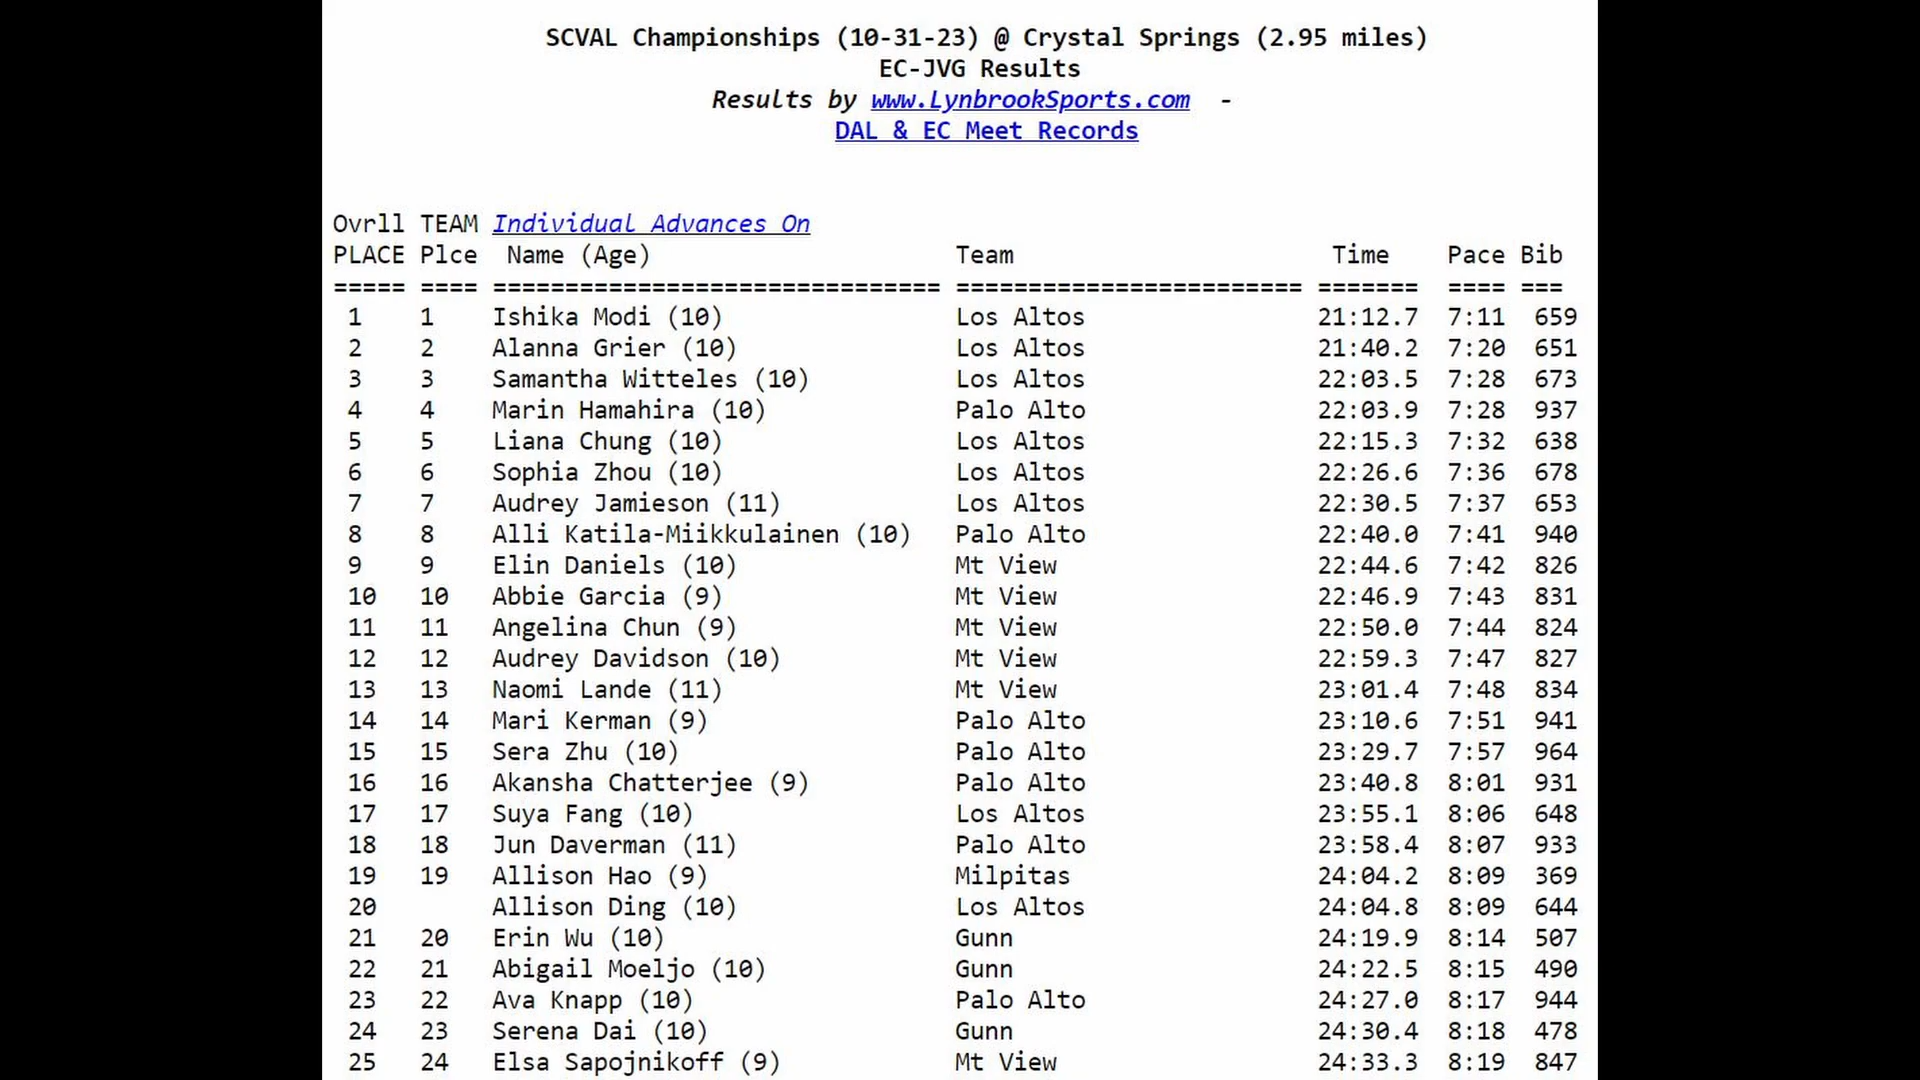 SCVAL Championships (10-31-23) @ Crystal Springs (2.95 miles)
EC-JVG Results
Results by www.LynbrookSports.com -
DAL & EC Meet Records
Ovrll TEAM Individual Advances On
PLACE Plce Name (Age) Team Time Pace Bib
===== ==== =============================== ======================== ======= ==== ===
1 1 Ishika Modi (10) Los Altos 21:12.7 7:11 659
2 2 Alanna Grier (10) Los Altos 21:40.2 7:20 651
3 3 Samantha Witteles (10) Los Altos 22:03.5 7:28 673
4 4 Marin Hamahira (10) Palo Alto 22:03.9 7:28 937
5 5 Liana Chung (10) Los Altos 22:15.3 7:32 638
6 6 Sophia Zhou (10) Los Altos 22:26.6 7:36 678
7 7 Audrey Jamieson (11) Los Altos 22:30.5 7:37 653
8 8 Alli Katila-Miikkulainen (10) Palo Alto 22:40.0 7:41 940
9 9 Elin Daniels (10) Mt View 22:44.6 7:42 826
10 10 Abbie Garcia (9) Mt View 22:46.9 7:43 831
11 11 Angelina Chun (9) Mt View 22:50.0 7:44 824
12 12 Audrey Davidson (10) Mt View 22:59.3 7:47 827
13 13 Naomi Lande (11) Mt View 23:01.4 7:48 834
14 14 Mari Kerman (9) Palo Alto 23:10.6 7:51 941
15 15 Sera Zhu (10) Palo Alto 23:29.7 7:57 964
16 16 Akansha Chatterjee (9) Palo Alto 23:40.8 8:01 931
17 17 Suya Fang (10) Los Altos 23:55.1 8:06 648
18 18 Jun Daverman (11) Palo Alto 23:58.4 8:07 933
19 19 Allison Hao (9) Milpitas 24:04.2 8:09 369
20 Allison Ding (10) Los Altos 24:04.8 8:09 644
21 20 Erin Wu (10) Gunn 24:19.9 8:14 507
22 21 Abigail Moeljo (10) Gunn 24:22.5 8:15 490
23 22 Ava Knapp (10) Palo Alto 24:27.0 8:17 944
24 23 Serena Dai (10) Gunn 24:30.4 8:18 478
25 24 Elsa Sapojnikoff (9) Mt View 24:33.3 8:19 847